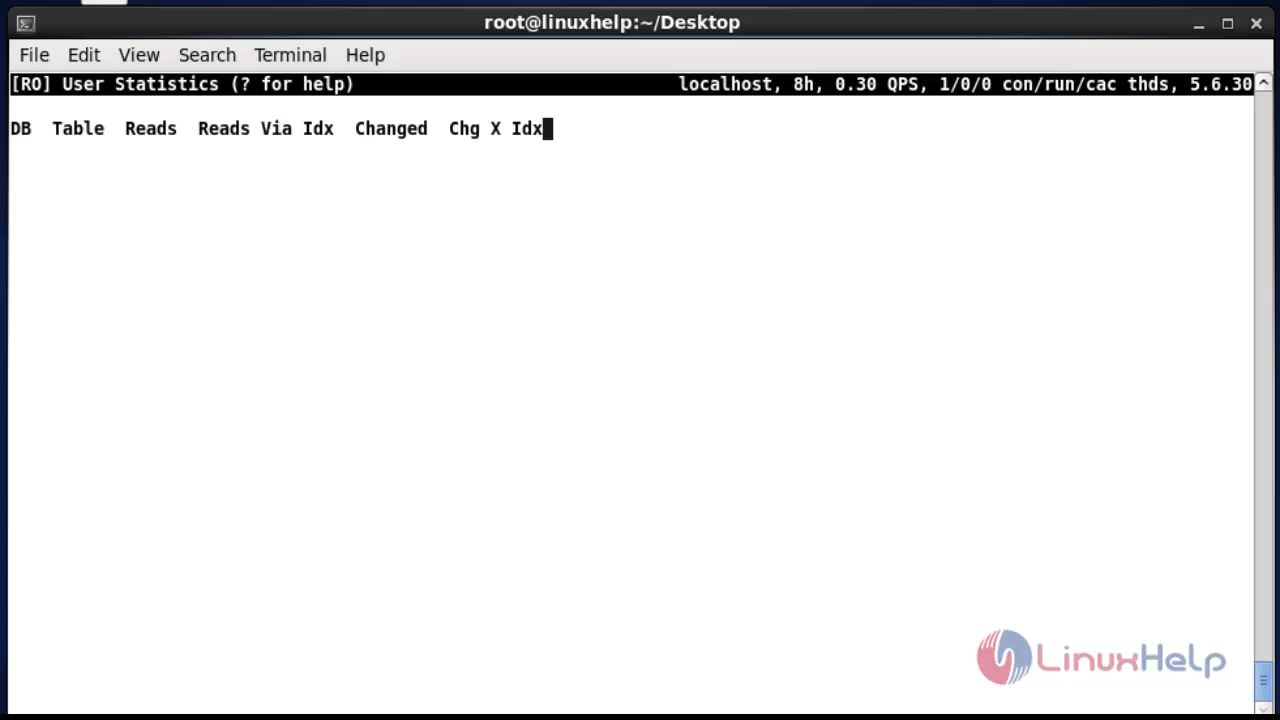 root@linuxhelp:~/Desktop
File Edit View Search Terminal Help
[RO] User Statistics (? for help) localhost, 8h, 0.30 QPS, 1/0/0 con/run/cac thds, 5.6.30
DB Table Reads Reads Via Idx Changed Chg X Idx
LinuxHelp